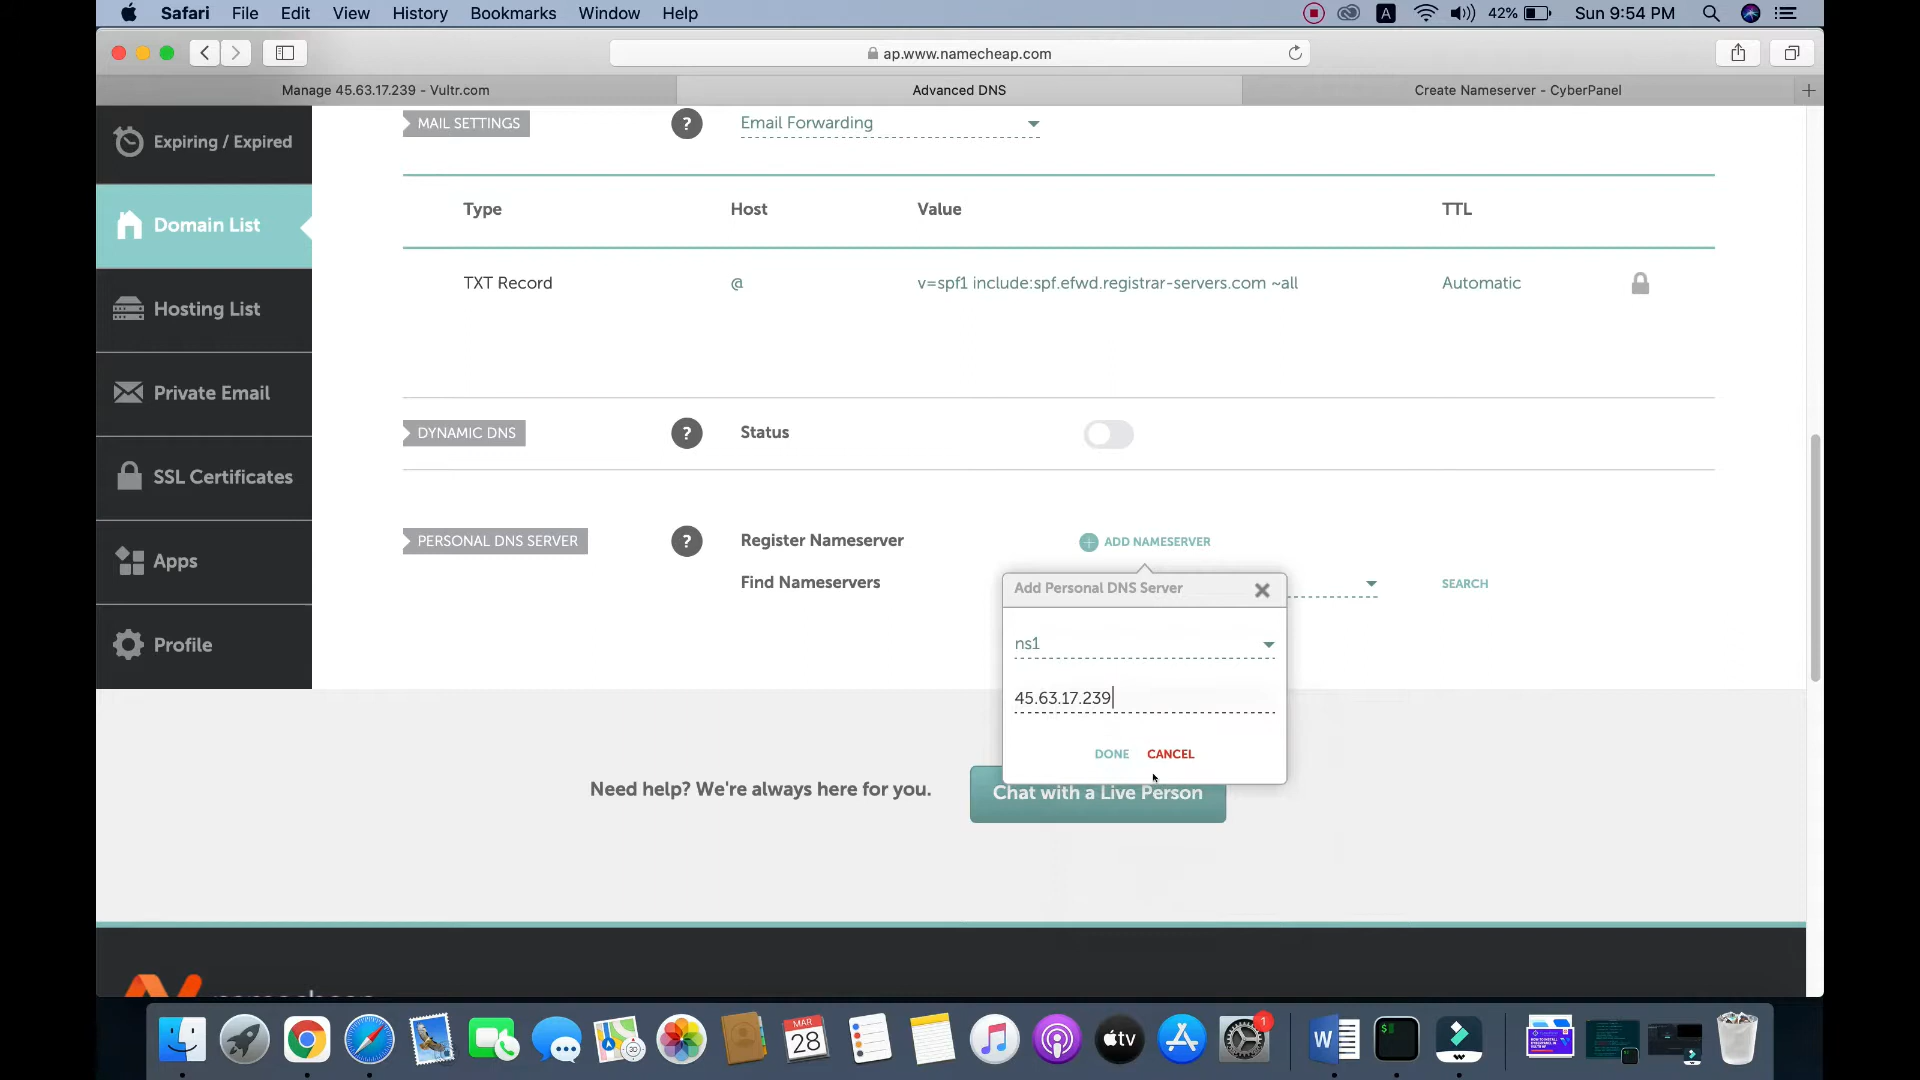 Safari File Edit View History Bookmarks Window Help
A 42% Sun 9:54 PM
ap.www.namecheap.com
Manage 45.63.17.239 - Vultr.com
Advanced DNS
Create Nameserver - CyberPanel
Expiring / Expired
Domain List
Hosting List
Private Email
SSL Certificates
Apps
Profile
MAIL SETTINGS ? Email Forwarding
Type Host Value TTL
TXT Record @ v=spf1 include:spf.efwd.registrar-servers.com ~all Automatic
DYNAMIC DNS ? Status
PERSONAL DNS SERVER ? Register Nameserver ADD NAMESERVER
Find Nameservers SEARCH
Add Personal DNS Server
ns1
45.63.17.239
DONE CANCEL
Need help? We're always here for you.
Chat with a Live Person
namecheap
MAR
28
tv
1
W
$